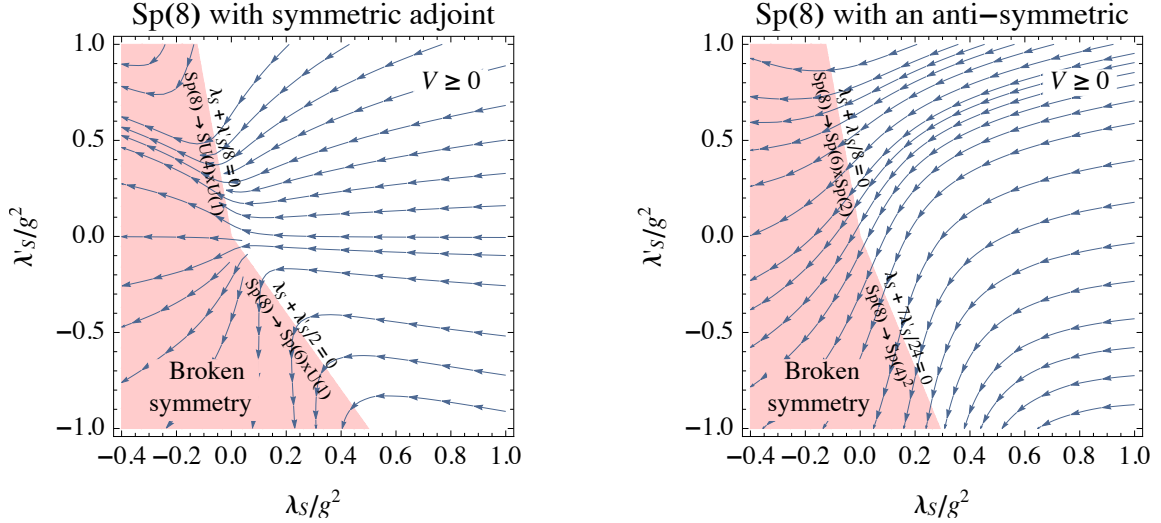 Sp(8) with symmetric adjoint
V ≥ 0
λS + λ'S/8 = 0
Sp(8) → SU(4)xU(1)
λS + λ'S/2 = 0
Sp(8) → Sp(6)xU(1)
Broken
symmetry
1.0
0.5
0.0
−0.5
−1.0
−0.4 −0.2 0.0 0.2 0.4 0.6 0.8 1.0
λ'S/g²
λS/g²
Sp(8) with an anti−symmetric
V ≥ 0
λS + λ'S/8 = 0
Sp(8) → Sp(6)xSp(2)
λS + 7λ'S/24 = 0
Sp(8) → Sp(4)²
Broken
symmetry
1.0
0.5
0.0
−0.5
−1.0
−0.4 −0.2 0.0 0.2 0.4 0.6 0.8 1.0
λ'S/g²
λS/g²